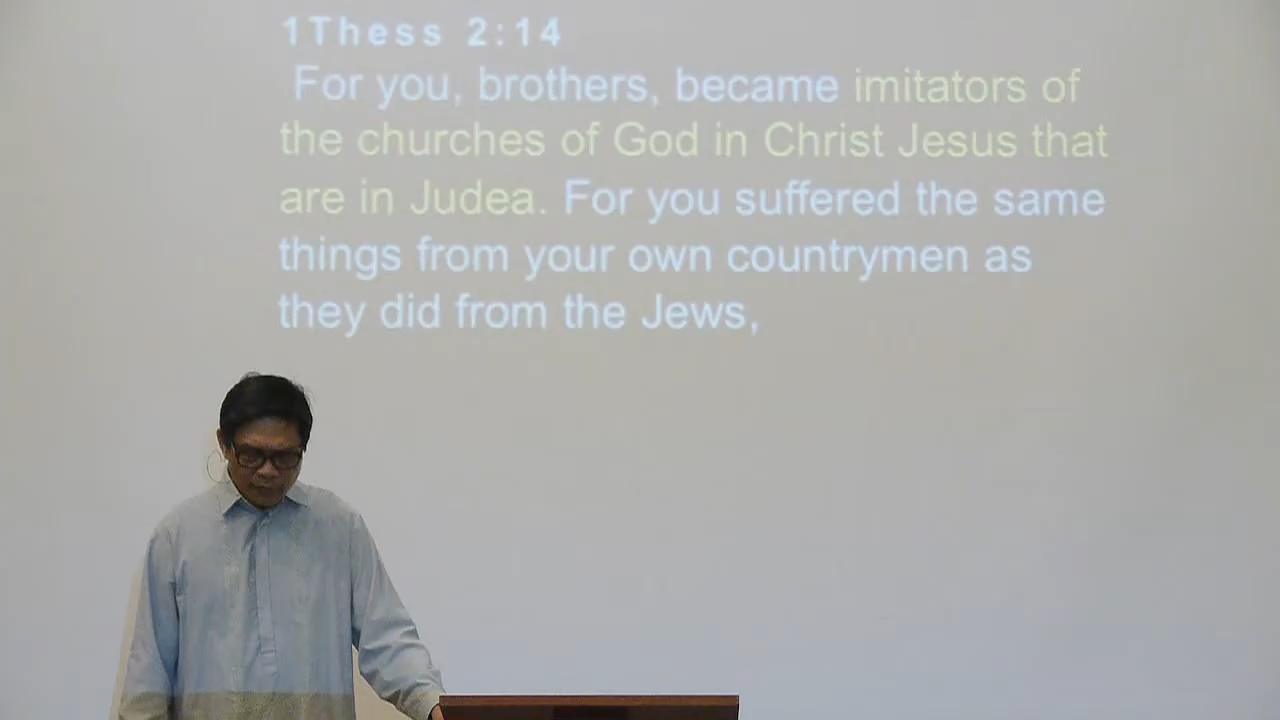 1Thess 2:14
For you, brothers, became imitators of
the churches of God in Christ Jesus that
are in Judea. For you suffered the same
things from your own countrymen as
they did from the Jews,